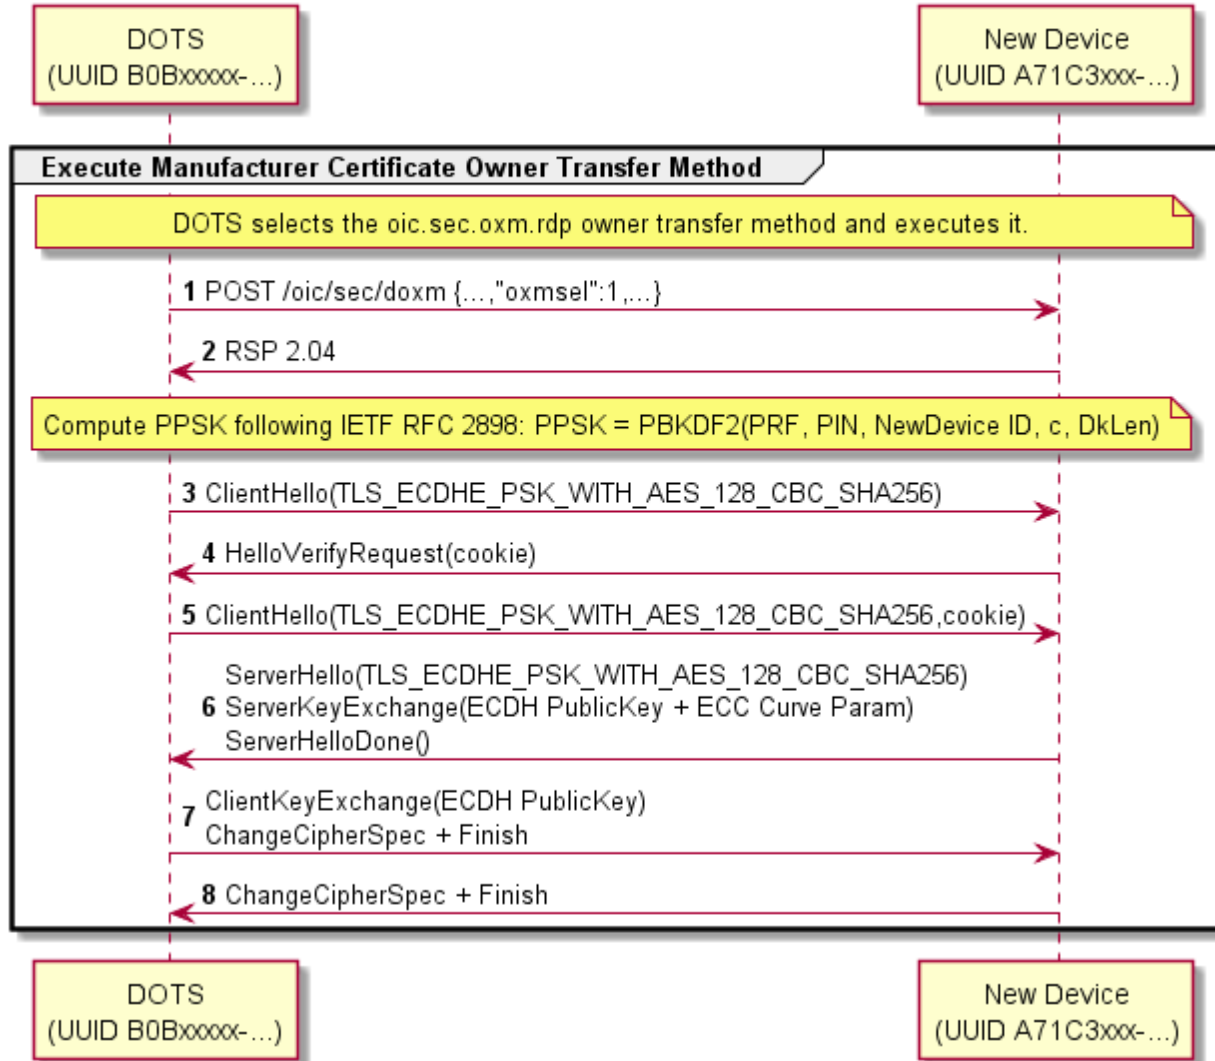 DOTS
(UUID B0Bxxxxx-...)
New Device
(UUID A71C3xxx-...)
Execute Manufacturer Certificate Owner Transfer Method
DOTS selects the oic.sec.oxm.rdp owner transfer method and executes it.
1 POST /oic/sec/doxm {...,"oxmsel":1,...}
2 RSP 2.04
Compute PPSK following IETF RFC 2898: PPSK = PBKDF2(PRF, PIN, NewDevice ID, c, DkLen)
3 ClientHello(TLS_ECDHE_PSK_WITH_AES_128_CBC_SHA256)
4 HelloVerifyRequest(cookie)
5 ClientHello(TLS_ECDHE_PSK_WITH_AES_128_CBC_SHA256,cookie)
ServerHello(TLS_ECDHE_PSK_WITH_AES_128_CBC_SHA256)
6 ServerKeyExchange(ECDH PublicKey + ECC Curve Param)
ServerHelloDone()
7 ClientKeyExchange(ECDH PublicKey)
ChangeCipherSpec + Finish
8 ChangeCipherSpec + Finish
DOTS
(UUID B0Bxxxxx-...)
New Device
(UUID A71C3xxx-...)